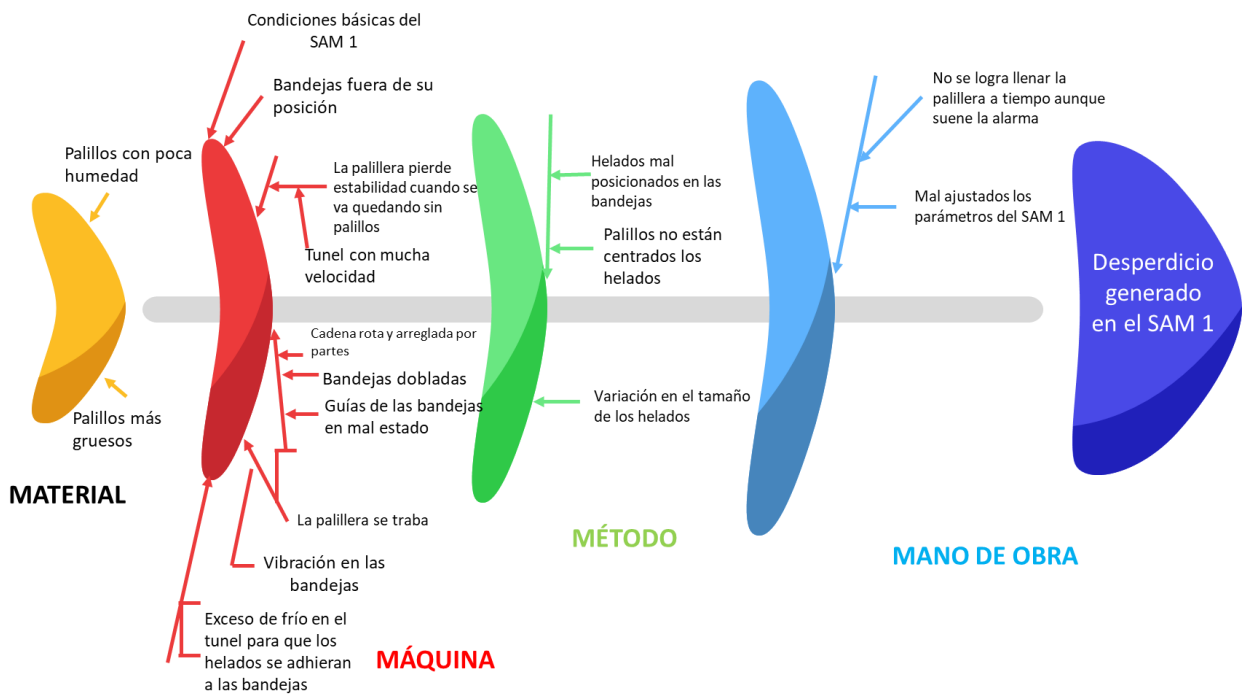 Condiciones básicas del
SAM 1
Bandejas fuera de su
posición
Palillos con poca
humedad
La palillera pierde
estabilidad cuando se
va quedando sin
palillos
Tunel con mucha
velocidad
Helados mal
posicionados en las
bandejas
Palillos no están
centrados los
helados
No se logra llenar la
palillera a tiempo aunque
suene la alarma
Mal ajustados los
parámetros del SAM 1
Desperdicio
generado
en el SAM 1
Cadena rota y arreglada por
partes
Bandejas dobladas
Guías de las bandejas
en mal estado
Variación en el tamaño
de los helados
Palillos más
gruesos
MATERIAL
La palillera se traba
Vibración en las
bandejas
Exceso de frío en el
tunel para que los
helados se adhieran
a las bandejas
MÁQUINA
MÉTODO
MANO DE OBRA